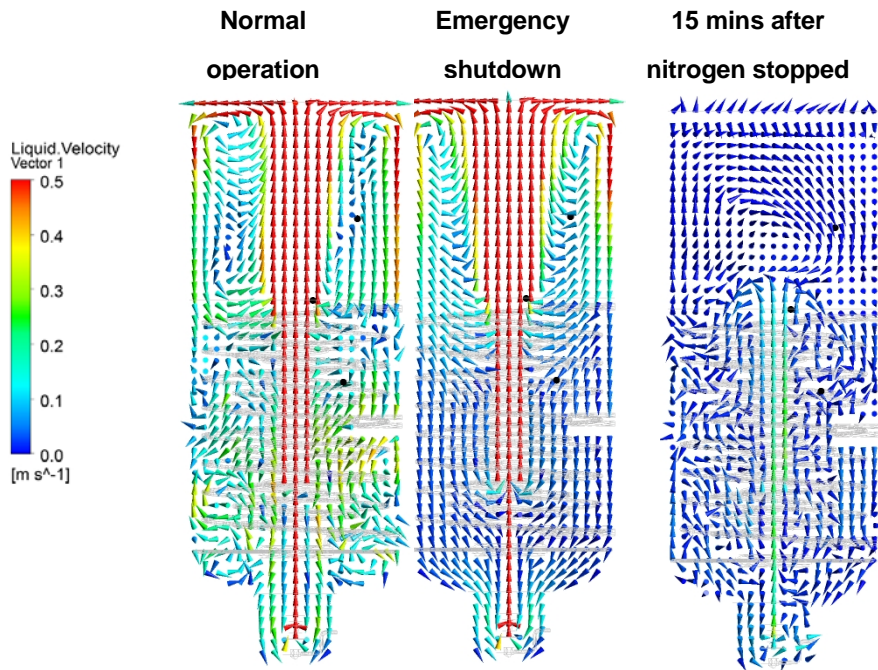 Normal
operation
Emergency
shutdown
15 mins after
nitrogen stopped
Liquid.Velocity
Vector 1
0.5
0.4
0.3
0.2
0.1
0.0
[m s^-1]